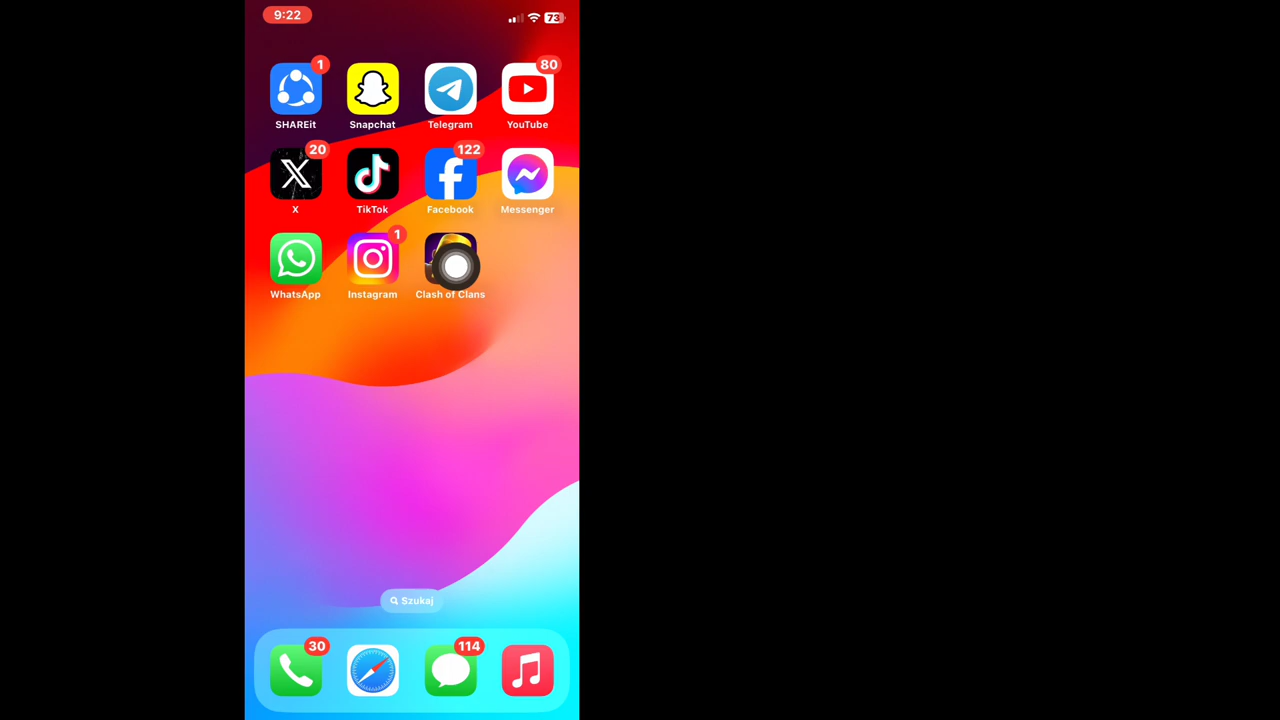 9:22
73
1
80
SHAREit Snapchat Telegram YouTube
20
122
X TikTok Facebook Messenger
1
WhatsApp Instagram Clash of Clans
Szukaj
30
114